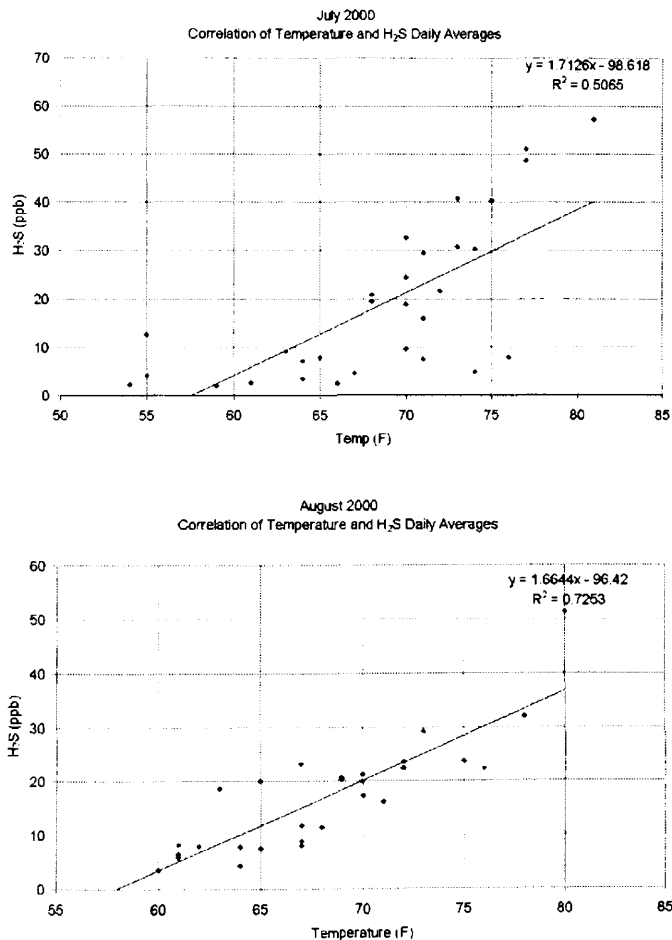 July 2000
Correlation of Temperature and H₂S Daily Averages
y = 1.7126x - 98.618
R² = 0.5065
70
60
50
40
30
20
10
0
H₂S (ppb)
50 55 60 65 70 75 80 85
Temp (F)
August 2000
Correlation of Temperature and H₂S Daily Averages
y = 1.6644x - 96.42
R² = 0.7253
60
50
40
30
20
10
0
H₂S (ppb)
55 60 65 70 75 80 85
Temperature (F)